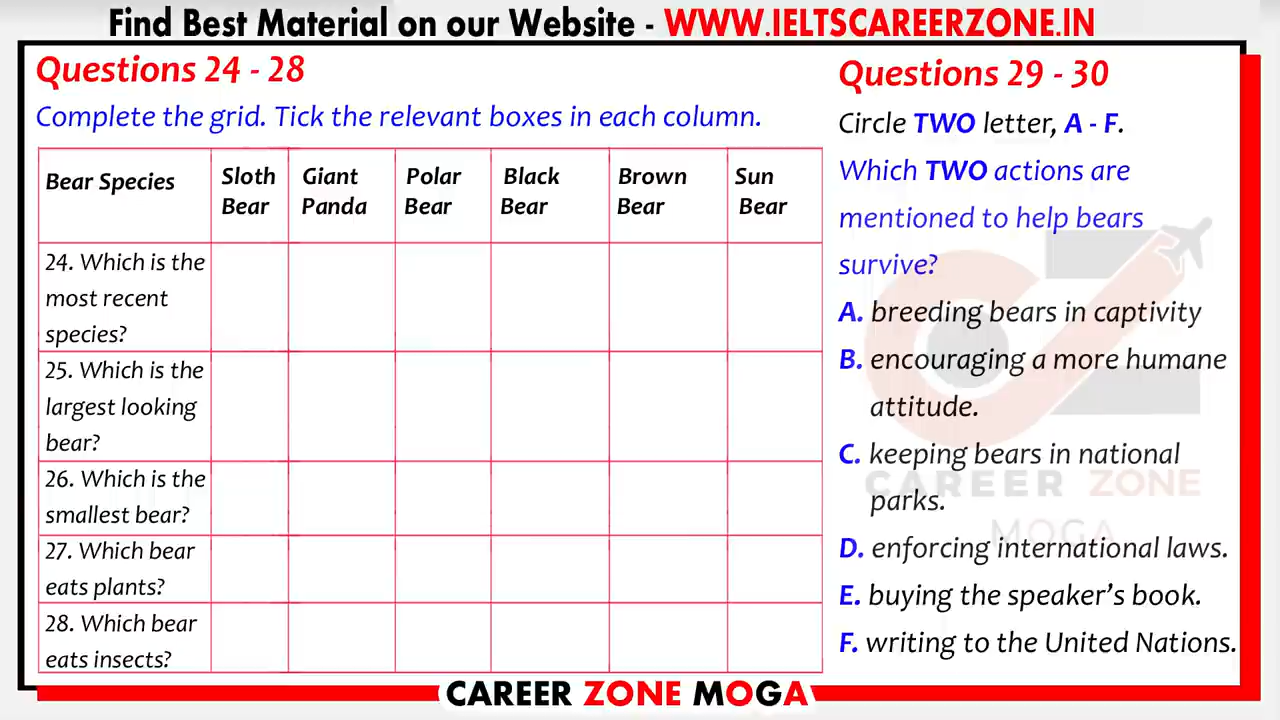 Find Best Material on our Website - WWW.IELTSCAREERZONE.IN
Questions 24 - 28
Complete the grid. Tick the relevant boxes in each column.
Bear Species
Sloth
Bear
Giant
Panda
Polar
Bear
Black
Bear
Brown
Bear
Sun
Bear
24. Which is the
most recent
species?
25. Which is the
largest looking
bear?
26. Which is the
smallest bear?
27. Which bear
eats plants?
28. Which bear
eats insects?
Questions 29 - 30
Circle TWO letter, A - F.
Which TWO actions are
mentioned to help bears
survive?
A. breeding bears in captivity
B. encouraging a more humane
attitude.
C. keeping bears in national
parks.
D. enforcing international laws.
E. buying the speaker's book.
F. writing to the United Nations.
CAREER ZONE
MOGA
CAREER ZONE MOGA